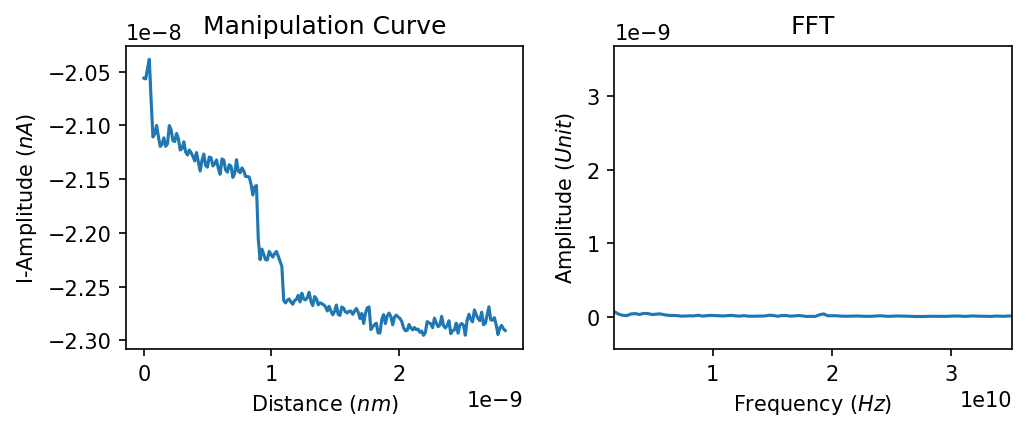 Manipulation Curve
1e−8
−2.05
−2.10
−2.15
−2.20
−2.25
−2.30
I-Amplitude (nA)
0 1 2
1e−9
Distance (nm)
FFT
1e−9
3
2
1
0
Amplitude (Unit)
1 2 3
1e10
Frequency (Hz)